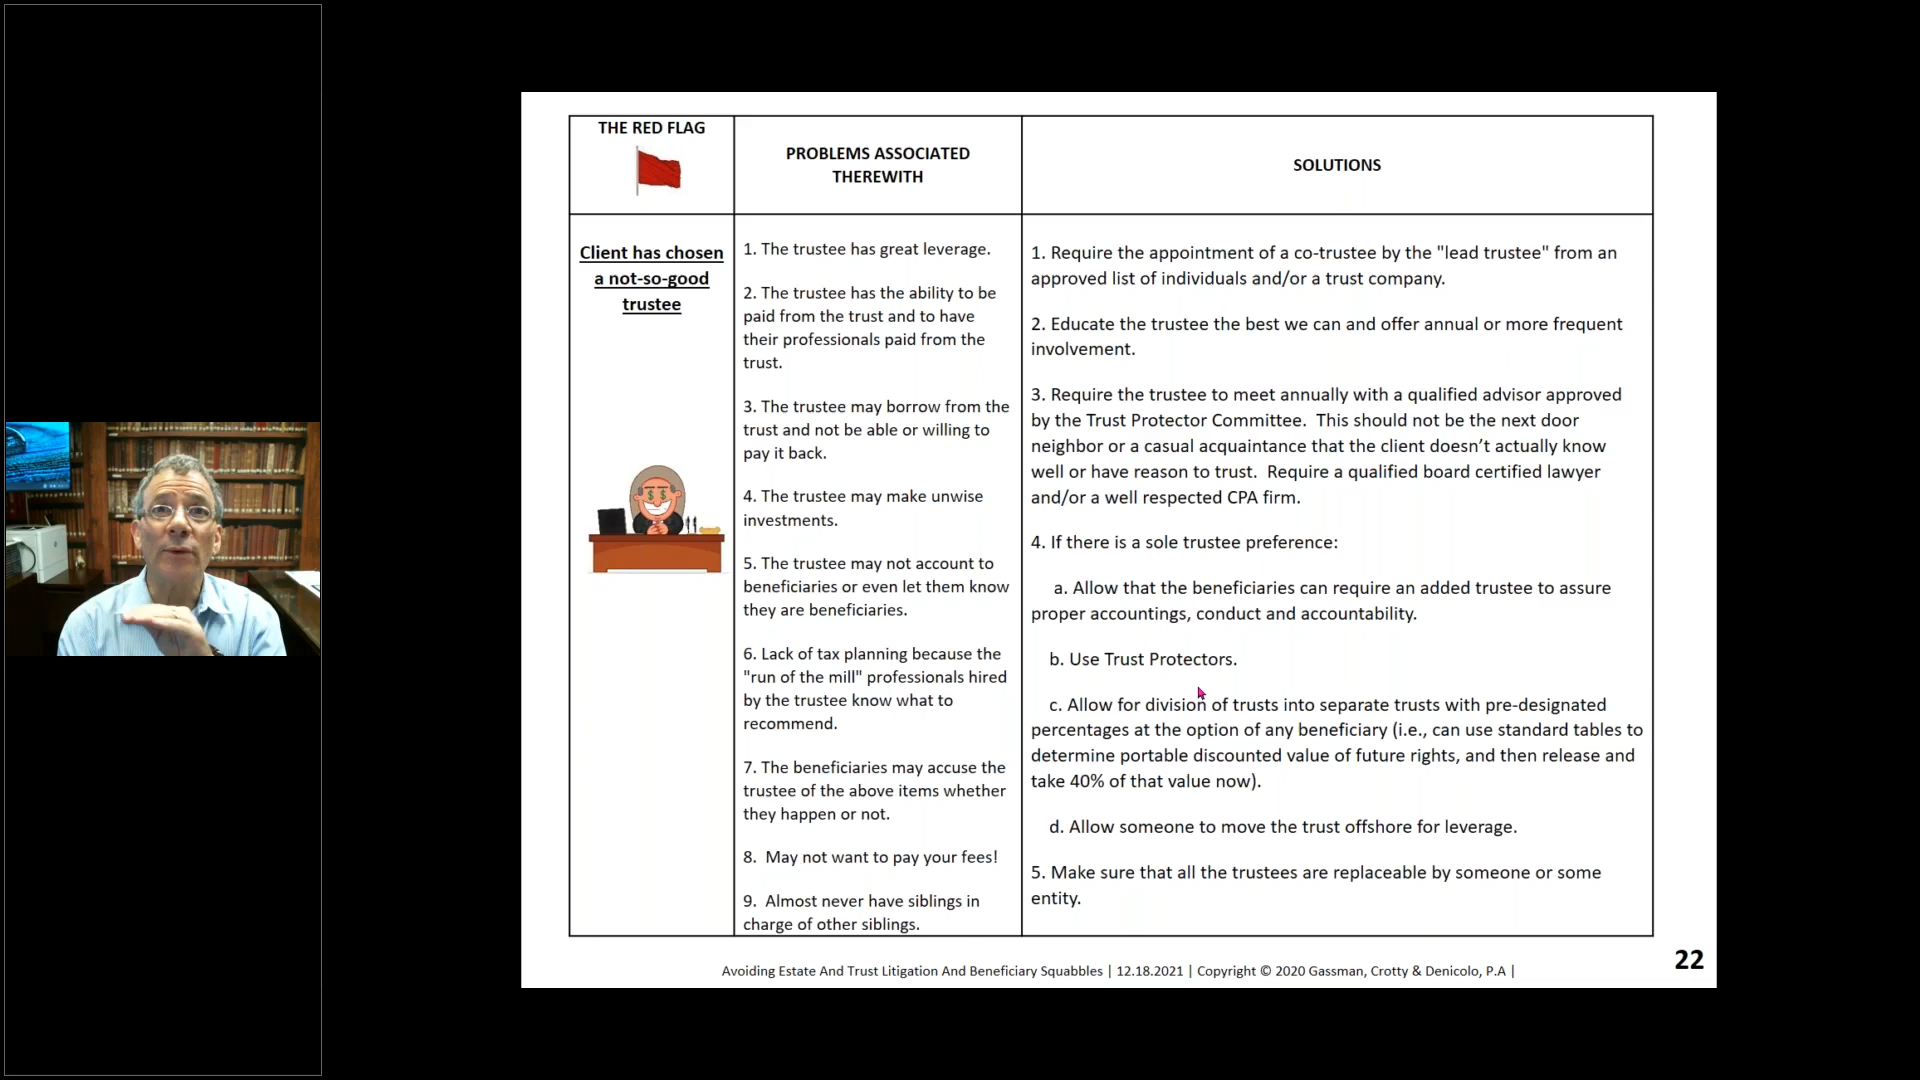 THE RED FLAG
PROBLEMS ASSOCIATED
THEREWITH
SOLUTIONS
Client has chosen
a not-so-good
trustee
1. The trustee has great leverage.
2. The trustee has the ability to be
paid from the trust and to have
their professionals paid from the
trust.
3. The trustee may borrow from the
trust and not be able or willing to
pay it back.
4. The trustee may make unwise
investments.
5. The trustee may not account to
beneficiaries or even let them know
they are beneficiaries.
6. Lack of tax planning because the
"run of the mill" professionals hired
by the trustee know what to
recommend.
7. The beneficiaries may accuse the
trustee of the above items whether
they happen or not.
8. May not want to pay your fees!
9. Almost never have siblings in
charge of other siblings.
1. Require the appointment of a co-trustee by the "lead trustee" from an
approved list of individuals and/or a trust company.
2. Educate the trustee the best we can and offer annual or more frequent
involvement.
3. Require the trustee to meet annually with a qualified advisor approved
by the Trust Protector Committee. This should not be the next door
neighbor or a casual acquaintance that the client doesn’t actually know
well or have reason to trust. Require a qualified board certified lawyer
and/or a well respected CPA firm.
4. If there is a sole trustee preference:
a. Allow that the beneficiaries can require an added trustee to assure
proper accountings, conduct and accountability.
b. Use Trust Protectors.
c. Allow for division of trusts into separate trusts with pre-designated
percentages at the option of any beneficiary (i.e., can use standard tables to
determine portable discounted value of future rights, and then release and
take 40% of that value now).
d. Allow someone to move the trust offshore for leverage.
5. Make sure that all the trustees are replaceable by someone or some
entity.
Avoiding Estate And Trust Litigation And Beneficiary Squabbles | 12.18.2021 | Copyright © 2020 Gassman, Crotty & Denicolo, P.A |
22